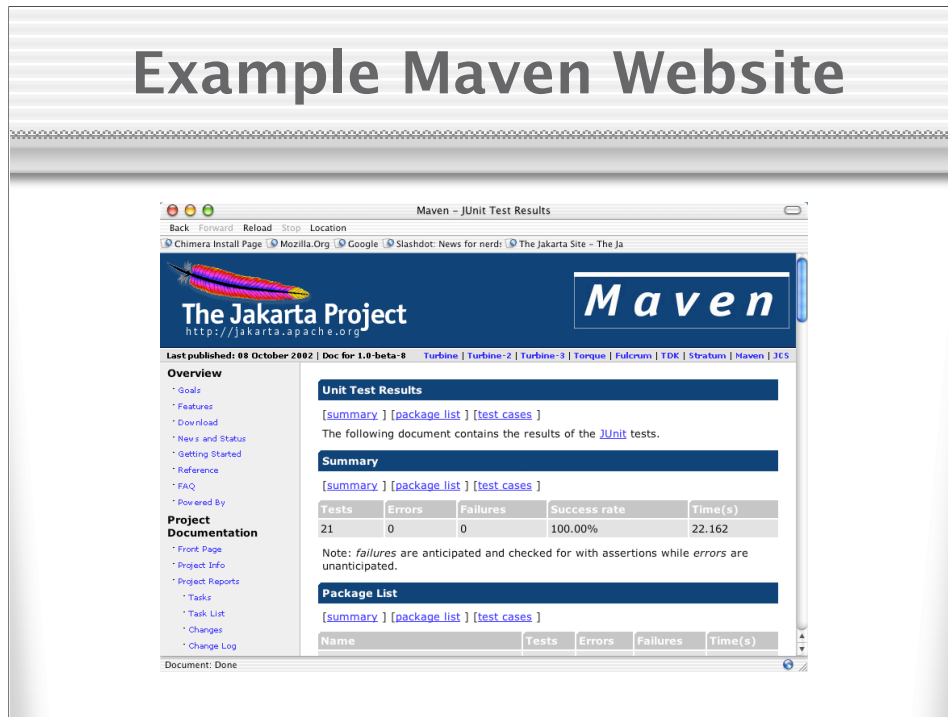 Example Maven Website
Maven – JUnit Test Results
Back Forward Reload Stop Location
Chimera Install Page Mozilla.Org Google Slashdot: News for nerds: The Jakarta Site – The Ja
The Jakarta Project
http://jakarta.apache.org
Maven
Last published: 08 October 2002 | Doc for 1.0-beta-8 Turbine | Turbine-2 | Turbine-3 | Torque | Fulcrum | TDK | Stratum | Maven | JCS
Overview
Goals
Features
Download
News and Status
Getting Started
Reference
FAQ
Powered By
Project
Documentation
Front Page
Project Info
Project Reports
Tasks
Task List
Changes
Change Log
Unit Test Results
[summary ] [package list ] [test cases ]
The following document contains the results of the JUnit tests.
Summary
[summary ] [package list ] [test cases ]
Tests Errors Failures Success rate Time(s)
21 0 0 100.00% 22.162
Note: failures are anticipated and checked for with assertions while errors are
unanticipated.
Package List
[summary ] [package list ] [test cases ]
Name Tests Errors Failures Time(s)
Document: Done